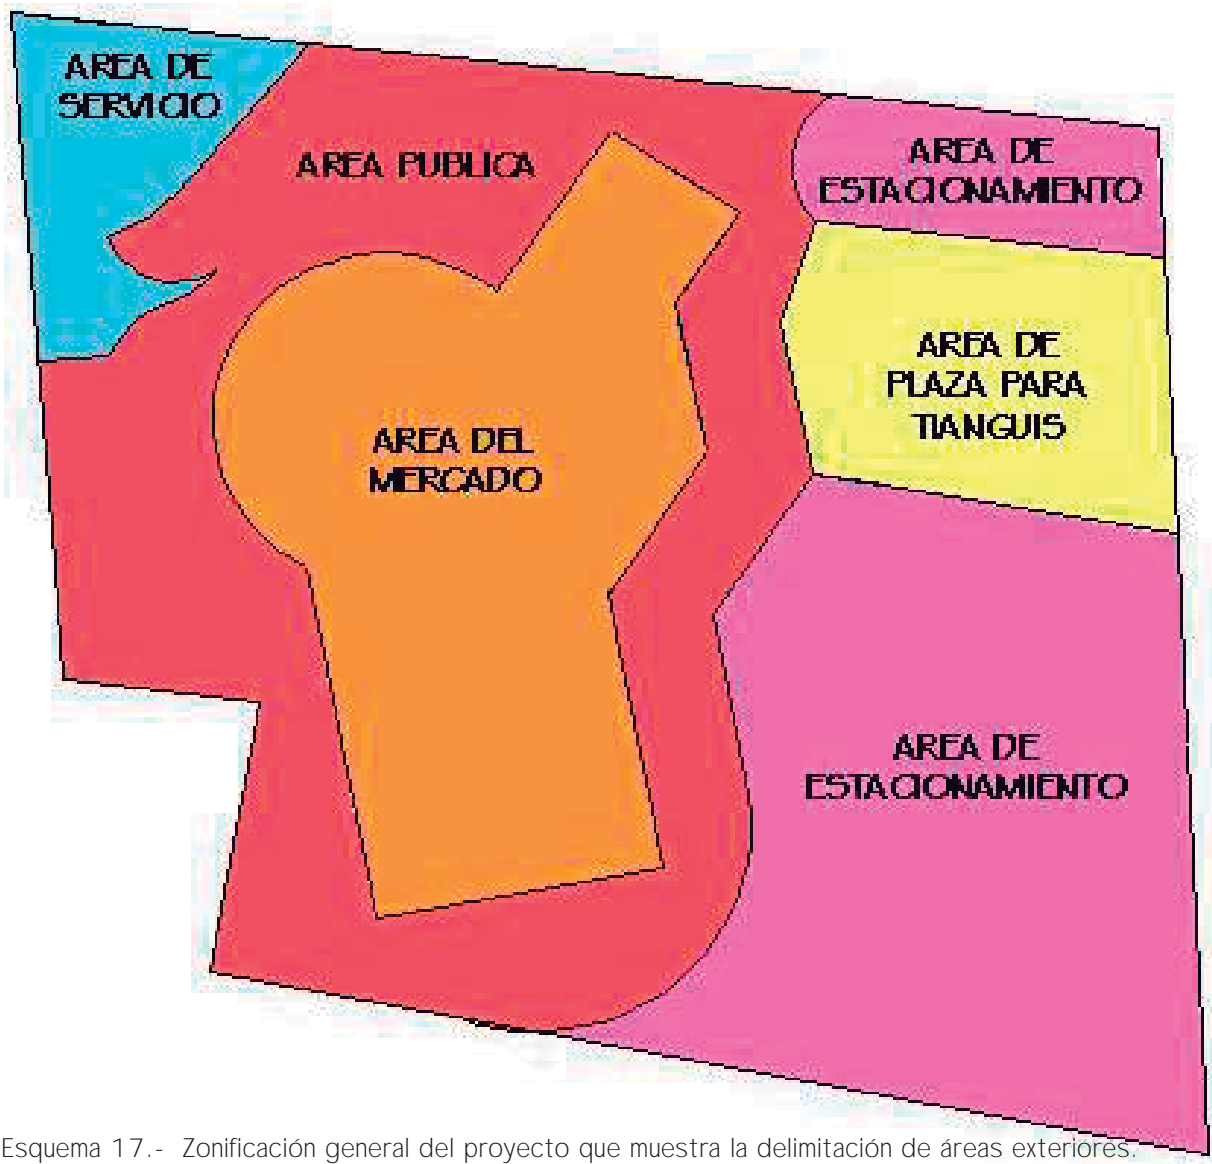 AREA DE
SERVICIO
AREA PUBLICA
AREA DE
ESTACIONAMIENTO
AREA DE
PLAZA PARA
TIANGUIS
AREA DEL
MERCADO
AREA DE
ESTACIONAMIENTO
Esquema 17.- Zonificación general del proyecto que muestra la delimitación de áreas exteriores.